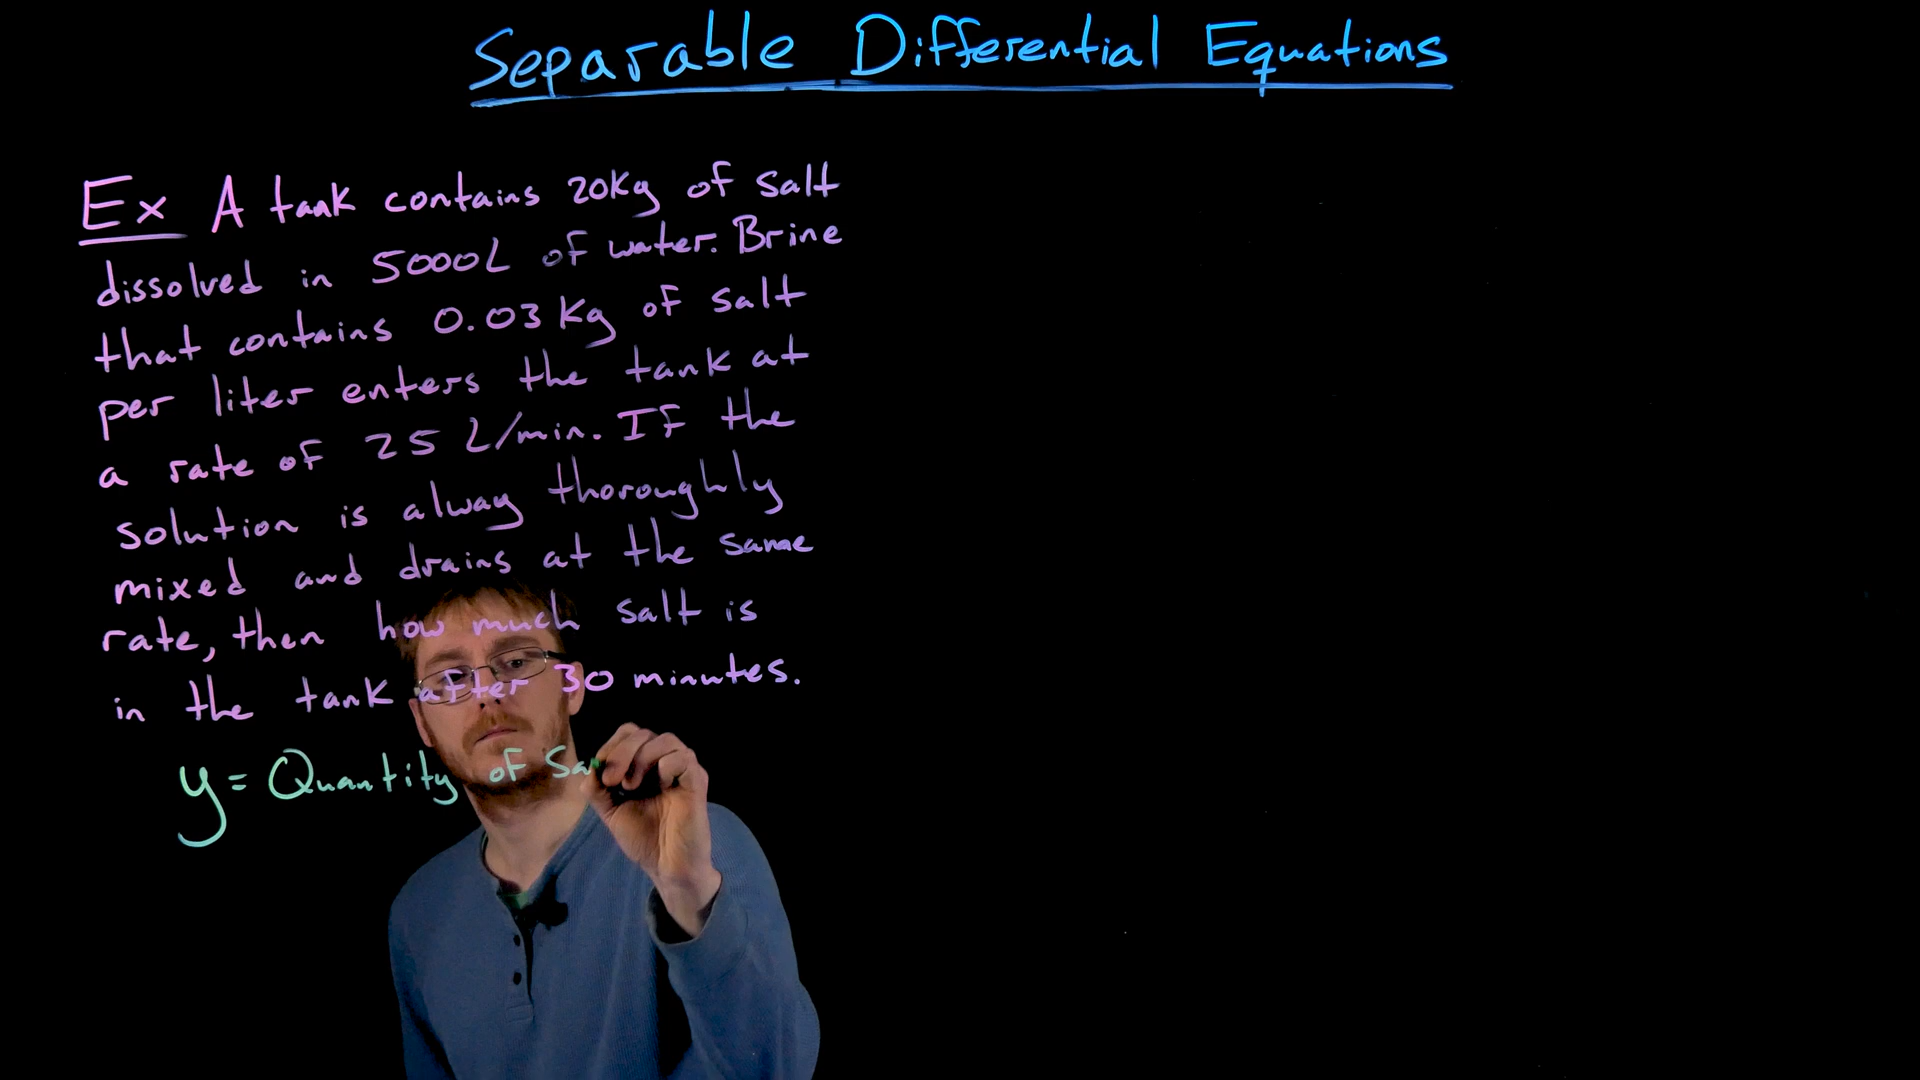 Separable Differential Equations
Ex A tank contains 20Kg of salt
dissolved in 5000L of water. Brine
that contains 0.03 Kg of salt
per liter enters the tank at
a rate of 25 L/min. If the
solution is alway thoroughly
mixed and drains at the same
rate, then how much salt is
in the tank after 30 minutes.
y = Quantity of Sa